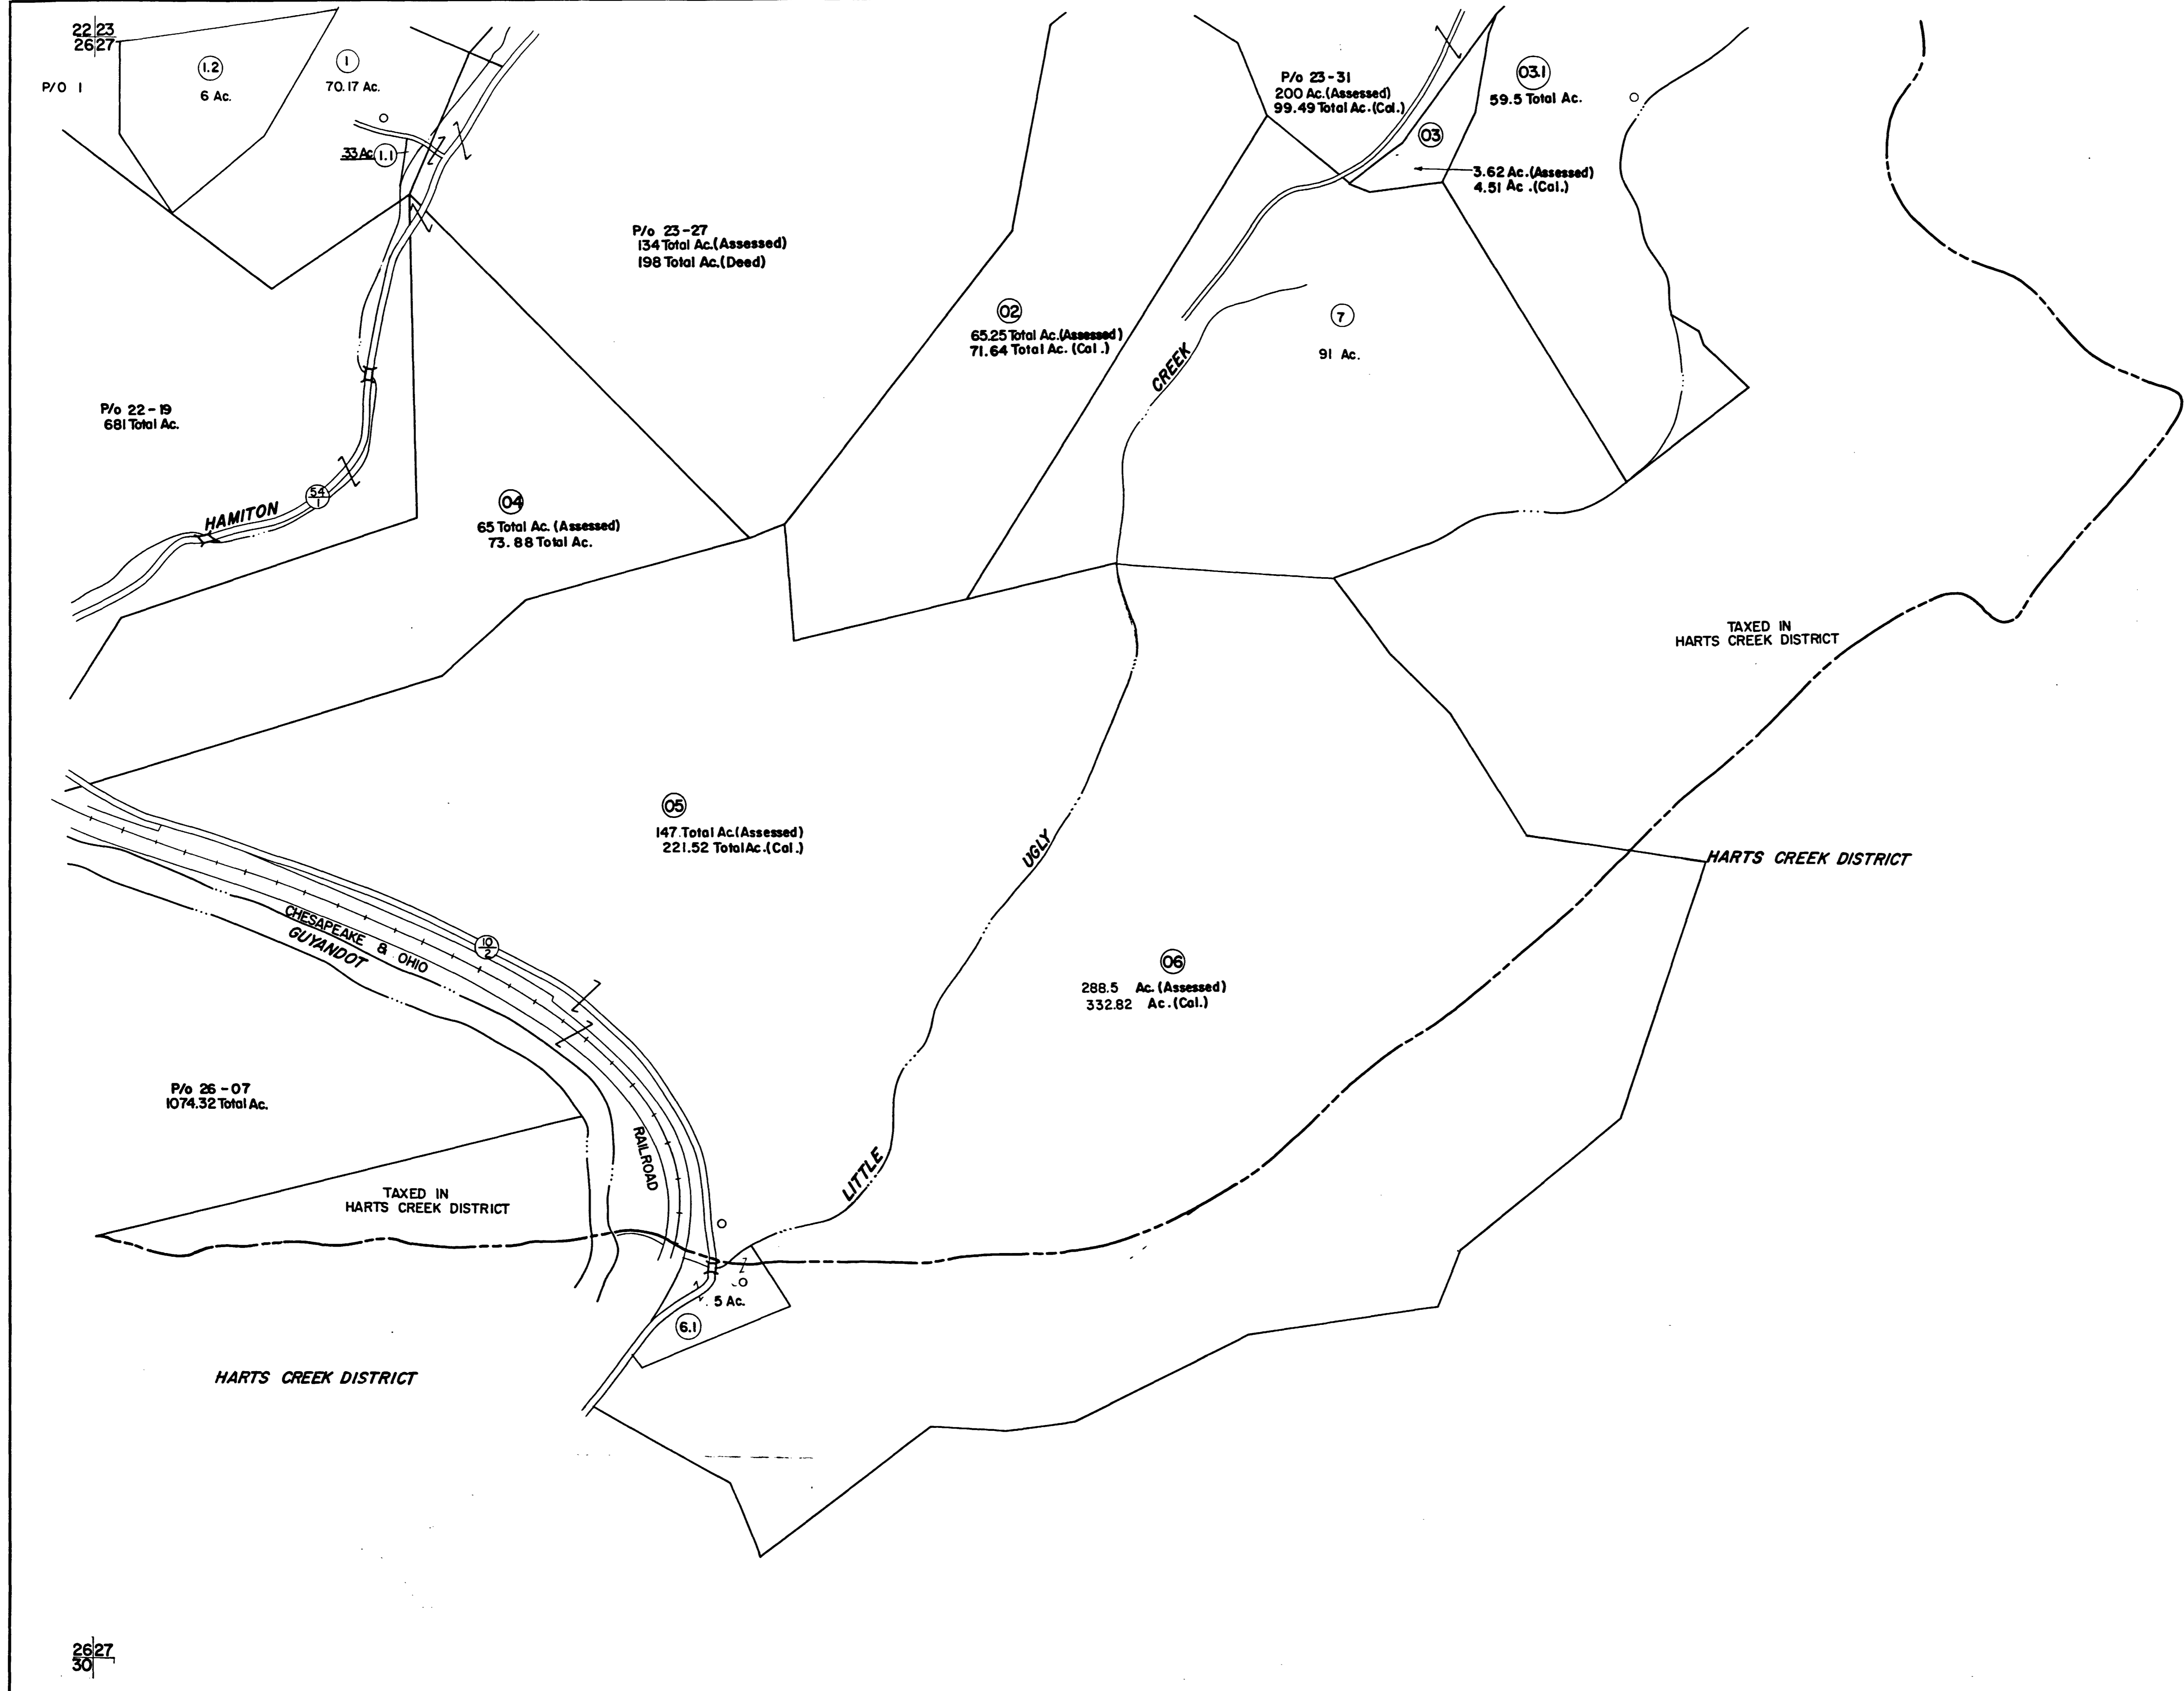 22 23
26 27
P/O 1
1.2
6 Ac.
1
70.17 Ac.
.33 Ac.
1.1
P/o 23-31
200 Ac.(Assessed)
99.49 Total Ac.(Cal.)
03.1
59.5 Total Ac.
03
3.62 Ac.(Assessed)
4.51 Ac.(Cal.)
P/o 23-27
134 Total Ac.(Assessed)
198 Total Ac.(Deed)
02
65.25 Total Ac.(Assessed)
71.64 Total Ac. (Cal.)
7
91 Ac.
CREEK
P/o 22-19
681 Total Ac.
54
1
HAMITON
04
65 Total Ac. (Assessed)
73.88 Total Ac.
TAXED IN
HARTS CREEK DISTRICT
05
147 Total Ac.(Assessed)
221.52 Total Ac.(Cal.)
UGLY
HARTS CREEK DISTRICT
CHESAPEAKE & OHIO
GUYANDOT
10
2
06
288.5 Ac. (Assessed)
332.82 Ac. (Cal.)
P/o 26-07
1074.32 Total Ac.
RAILROAD
LITTLE
TAXED IN
HARTS CREEK DISTRICT
5 Ac.
6.1
HARTS CREEK DISTRICT
26 27
30